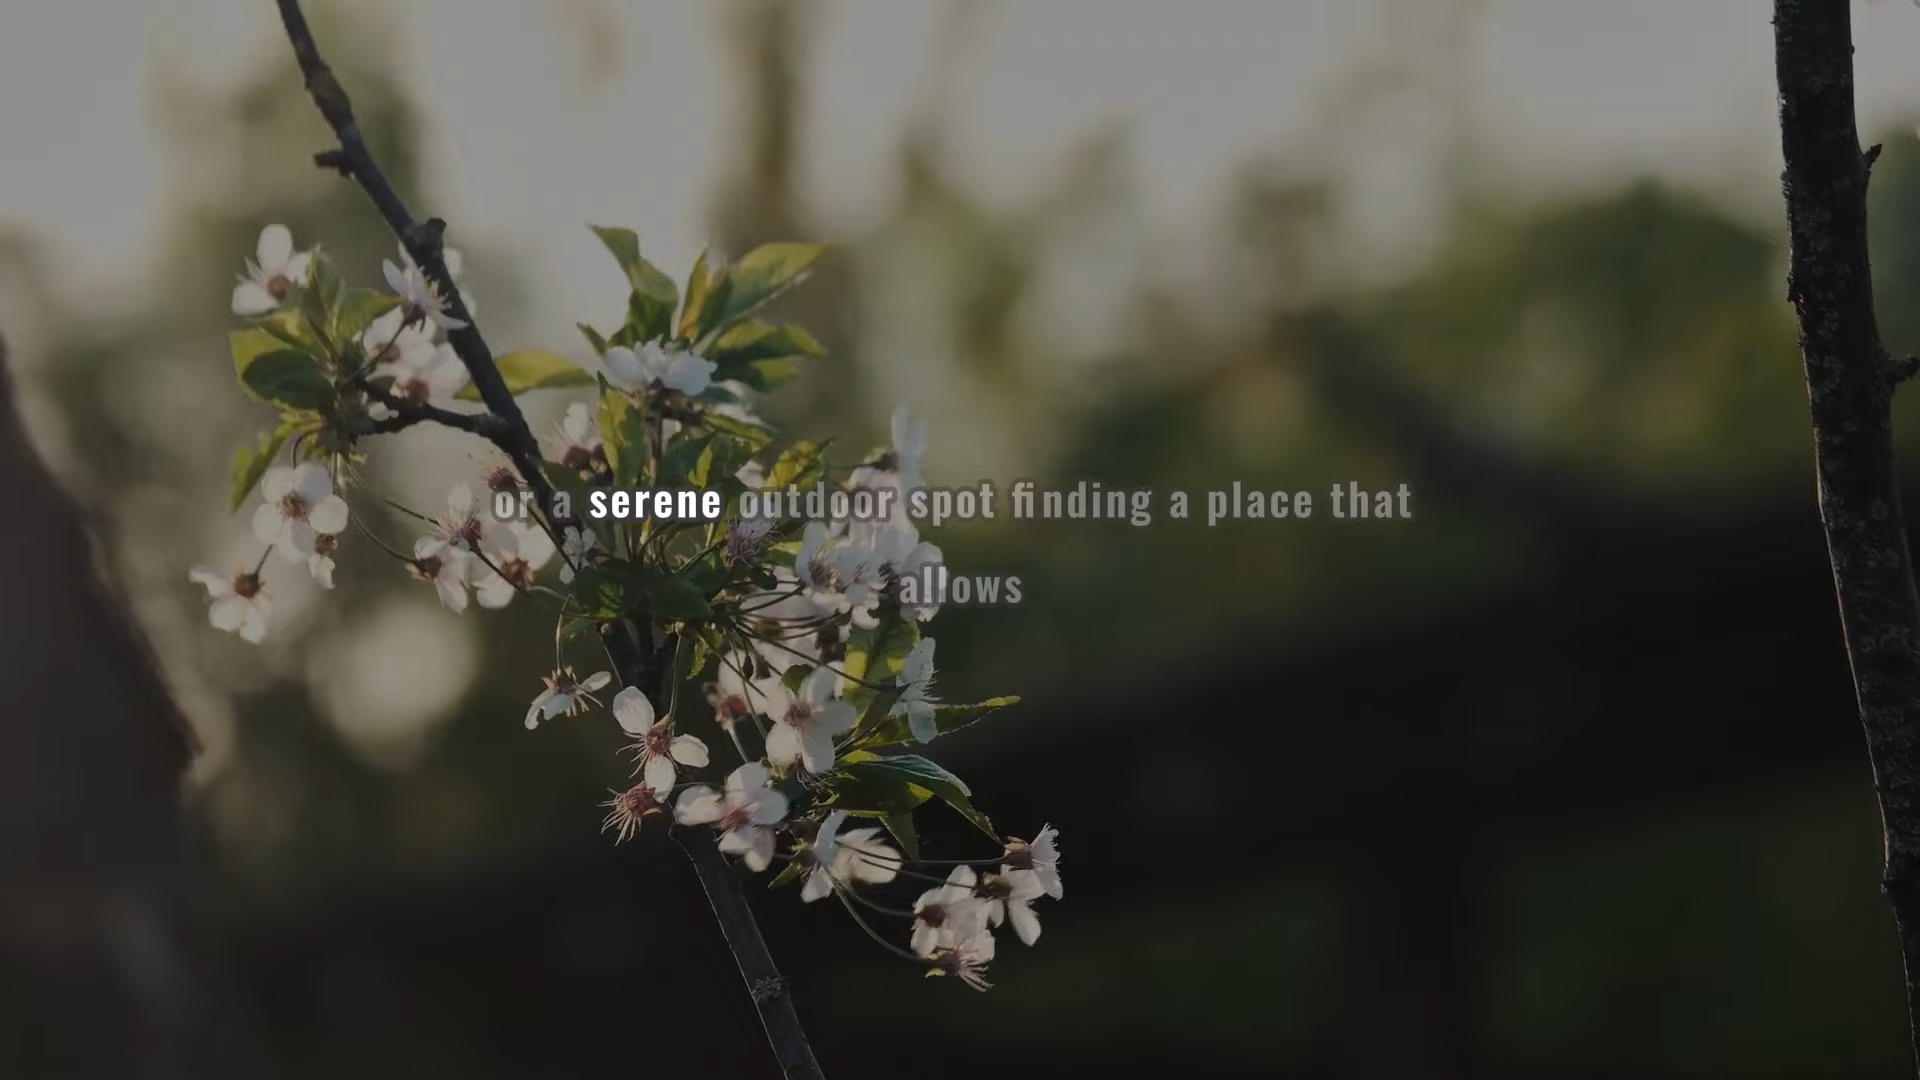 or a serene outdoor spot finding a place that
allows